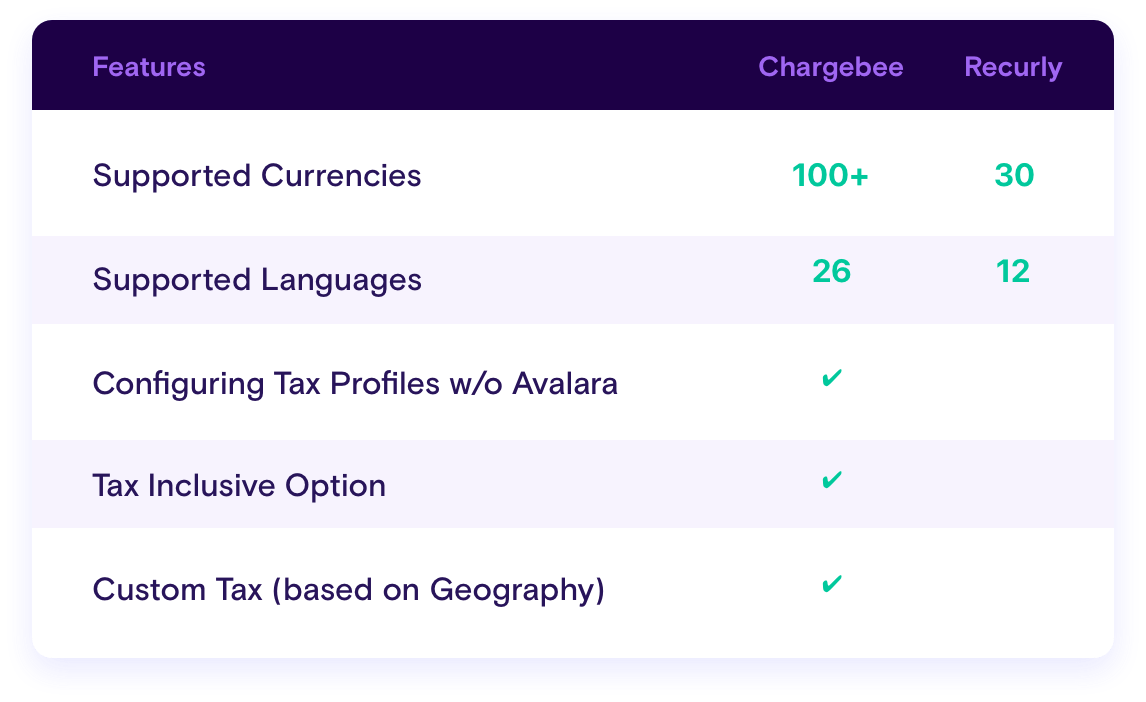 Features Chargebee Recurly
Supported Currencies 100+ 30
Supported Languages 26 12
Configuring Tax Profiles w/o Avalara ✔
Tax Inclusive Option ✔
Custom Tax (based on Geography) ✔